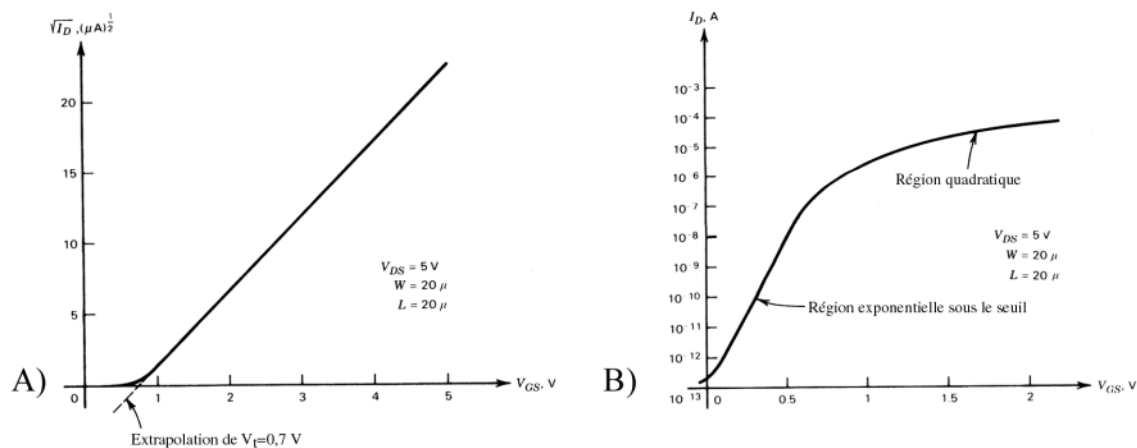 √I_D ,(μA)^1/2
20
15
10
5
0
1
2
3
4
5
V_GS, V
V_DS = 5 V
W = 20 μ
L = 20 μ
A)
Extrapolation de V_t=0,7 V
I_D, A
10^-3
10^-4
10^-5
10^-6
10^-7
10^-8
10^-9
10^-10
10^-11
10^-12
10^-13
0
0.5
1
1.5
2
V_GS, V
Région quadratique
V_DS = 5 V
W = 20 μ
L = 20 μ
Région exponentielle sous le seuil
B)